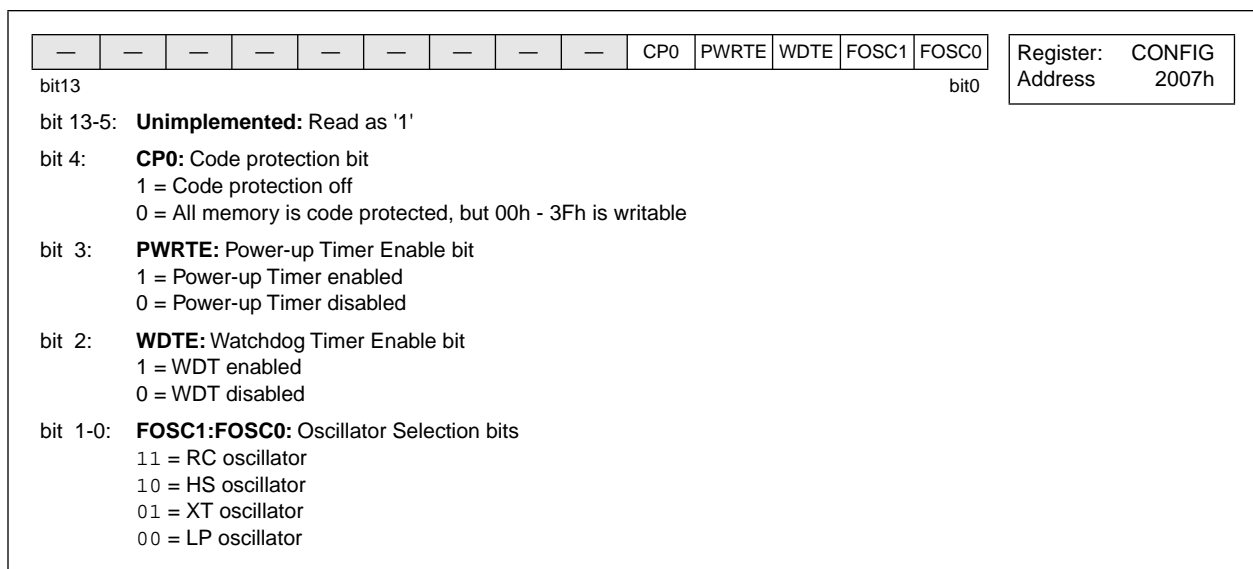 — — — — — — — — — CP0 PWRTE WDTE FOSC1 FOSC0
bit13 bit0
Register: CONFIG
Address 2007h
bit 13-5: Unimplemented: Read as '1'
bit 4: CP0: Code protection bit
1 = Code protection off
0 = All memory is code protected, but 00h - 3Fh is writable
bit 3: PWRTE: Power-up Timer Enable bit
1 = Power-up Timer enabled
0 = Power-up Timer disabled
bit 2: WDTE: Watchdog Timer Enable bit
1 = WDT enabled
0 = WDT disabled
bit 1-0: FOSC1:FOSC0: Oscillator Selection bits
11 = RC oscillator
10 = HS oscillator
01 = XT oscillator
00 = LP oscillator